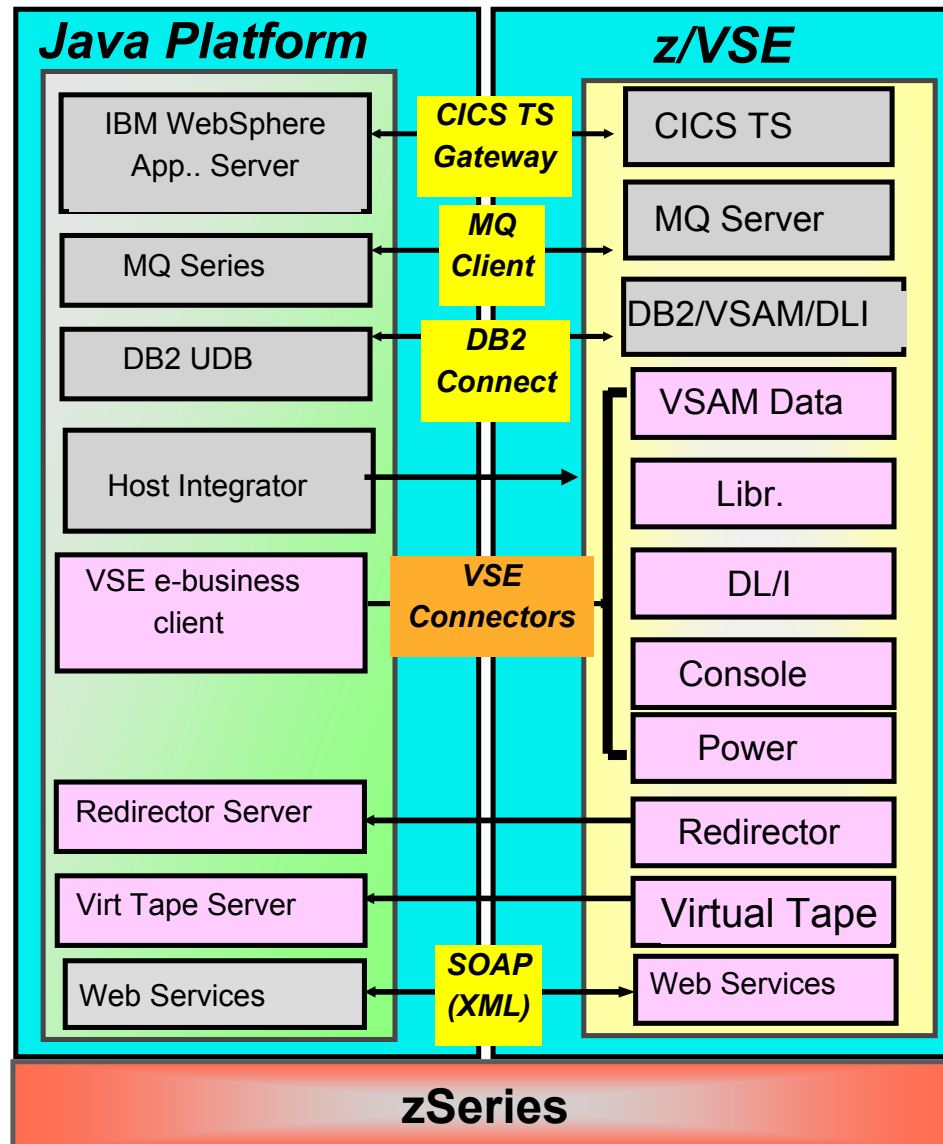 Java Platform
z/VSE
IBM WebSphere
App.. Server
CICS TS
Gateway
CICS TS
MQ Series
MQ
Client
MQ Server
DB2 UDB
DB2
Connect
DB2/VSAM/DLI
VSAM Data
Host Integrator
Libr.
VSE e-business
client
VSE
Connectors
DL/I
Console
Power
Redirector Server
Redirector
Virt Tape Server
Virtual Tape
Web Services
SOAP
(XML)
Web Services
zSeries